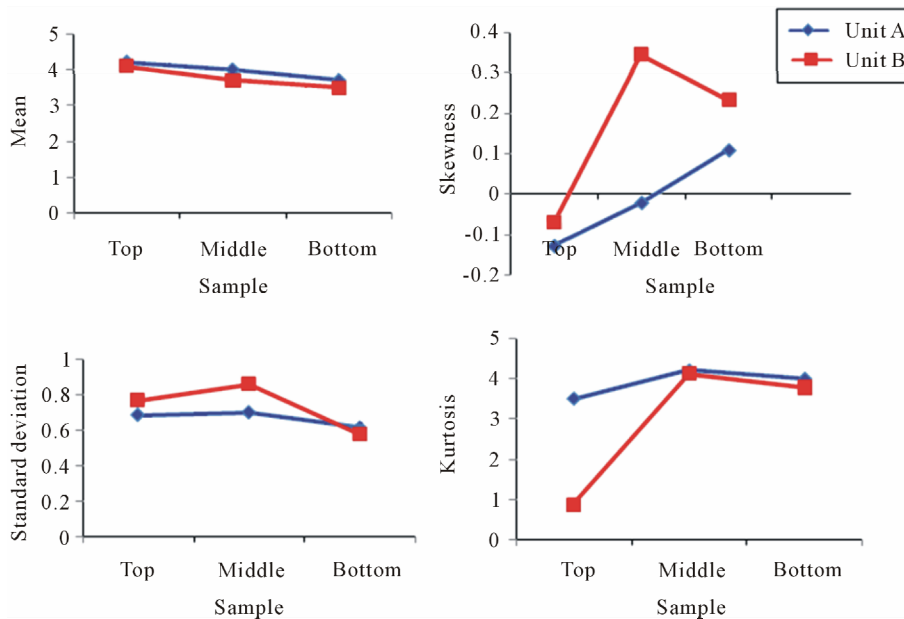 5
4
3
2
1
0
Mean
Top Middle Bottom
Sample
0.4
0.3
0.2
0.1
0
-0.1
-0.2
Skewness
Top Middle Bottom
Sample
Unit A
Unit B
1
0.8
0.6
0.4
0.2
0
Standard deviation
Top Middle Bottom
Sample
5
4
3
2
1
0
Kurtosis
Top Middle Bottom
Sample